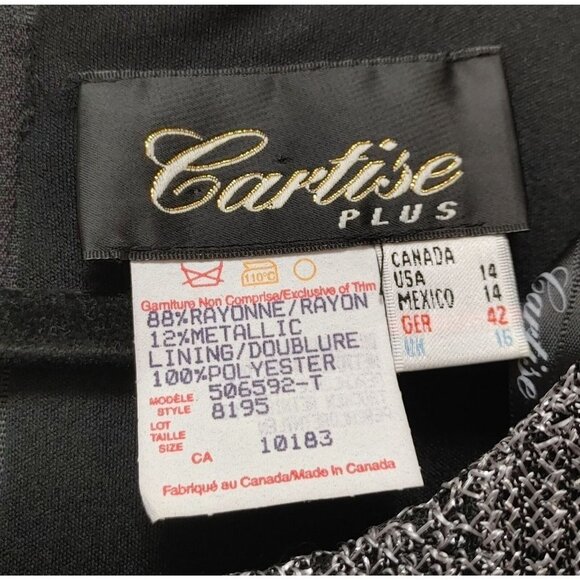 Cartise
PLUS
110°C
Garniture Non Comprise/Exclusive of Trim
88%RAYONNE/RAYON
12%METALLIC
LINING/DOUBLURE
100%POLYESTER
MODÈLE 506592-T
STYLE 8195
LOT
TAILLE
SIZE 10183
CA
Fabriqué au Canada/Made in Canada
CANADA 14
USA 14
MEXICO
GER 42
UK 16
Cartise